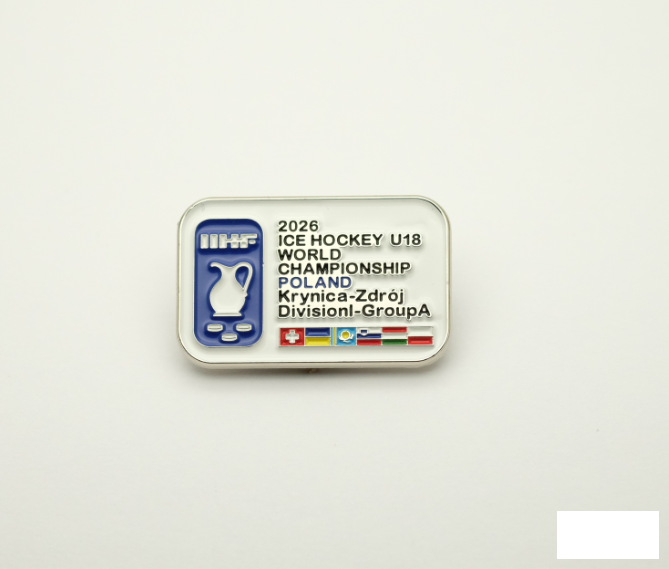 IIHF
2026
ICE HOCKEY U18
WORLD
CHAMPIONSHIP
POLAND
Krynica-Zdrój
DivisionI-GroupA